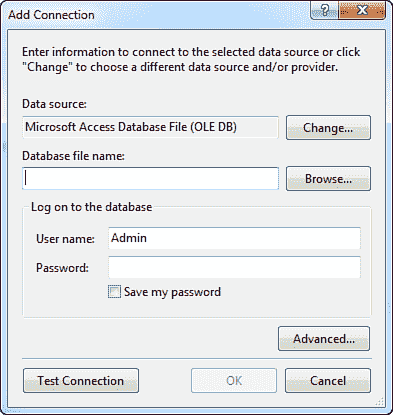 Add Connection
?
Enter information to connect to the selected data source or click
"Change" to choose a different data source and/or provider.
Data source:
Microsoft Access Database File (OLE DB)
Change...
Database file name:
Browse...
Log on to the database
User name:
Admin
Password:
Save my password
Advanced...
Test Connection
OK
Cancel